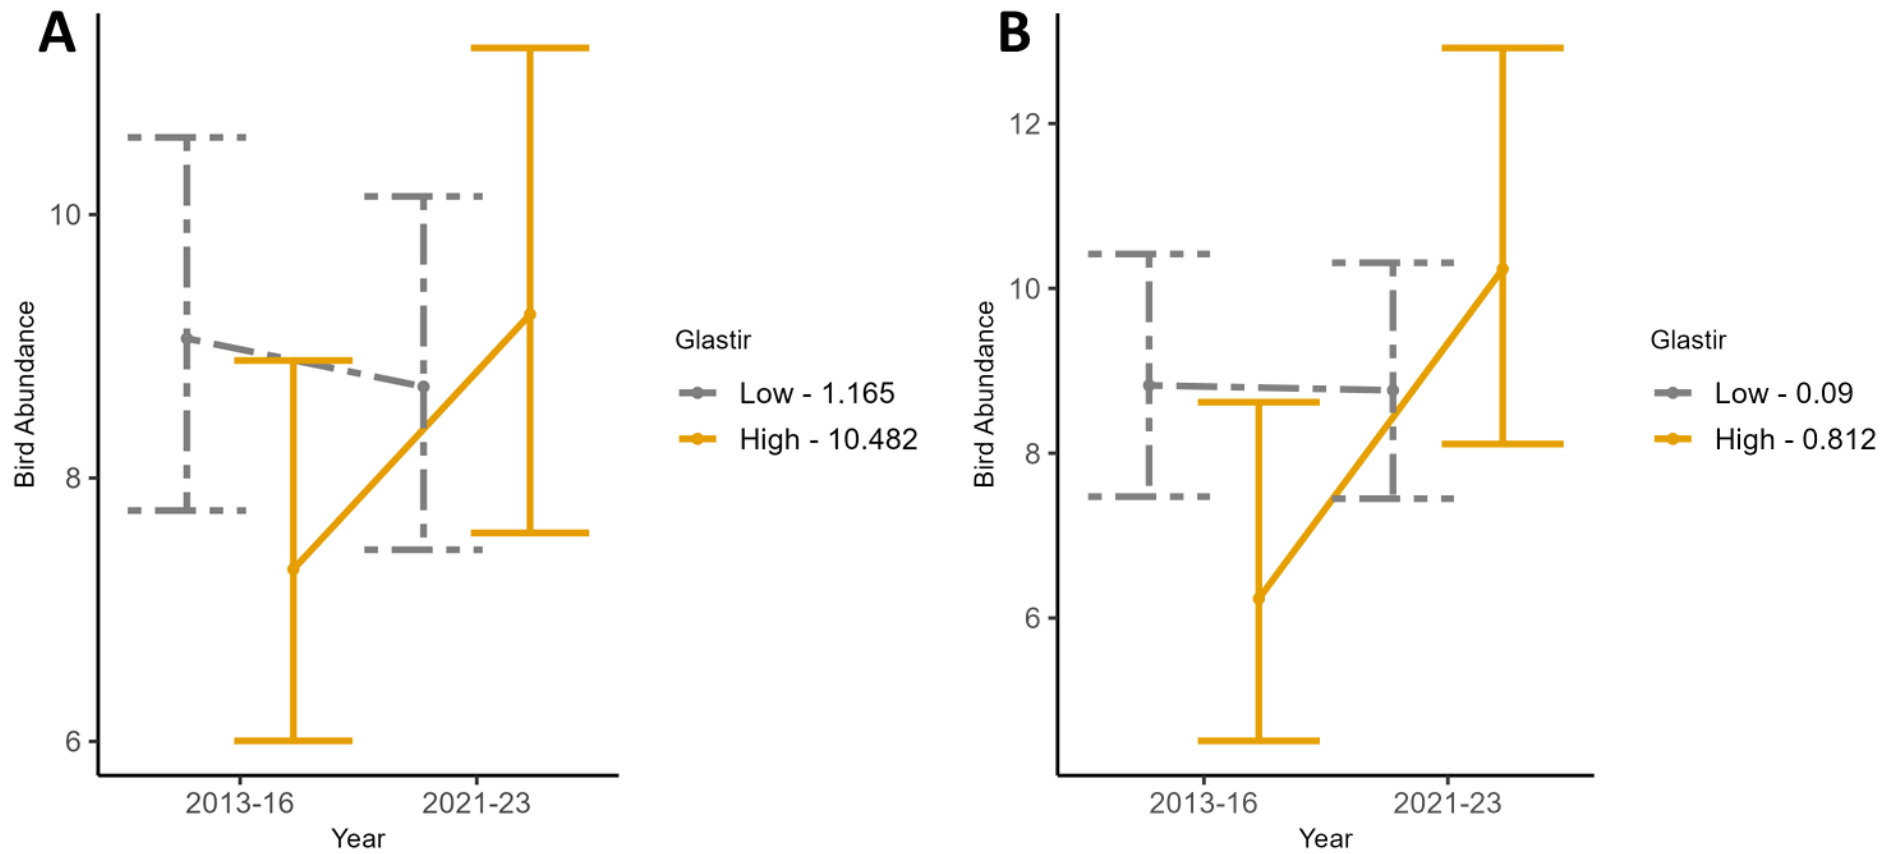 A
Bird Abundance
10
8
6
2013-16 2021-23
Year
Glastir
Low - 1.165
High - 10.482
B
Bird Abundance
12
10
8
6
2013-16 2021-23
Year
Glastir
Low - 0.09
High - 0.812